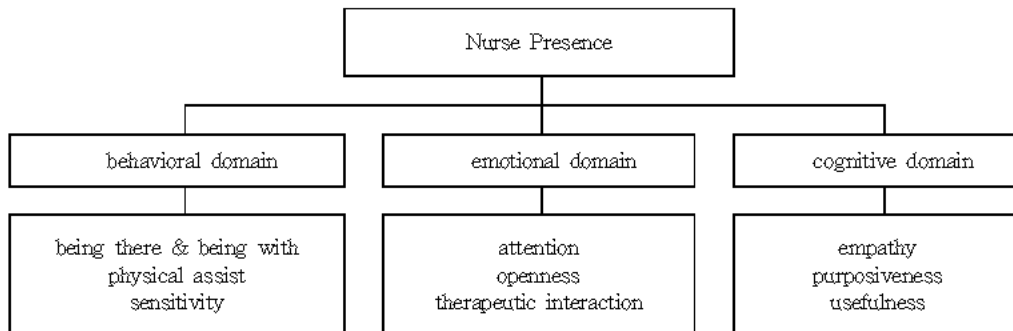 Nurse Presence
behavioral domain
emotional domain
cognitive domain
being there & being with
physical assist
sensitivity
attention
openness
therapeutic interaction
empathy
purposiveness
usefulness